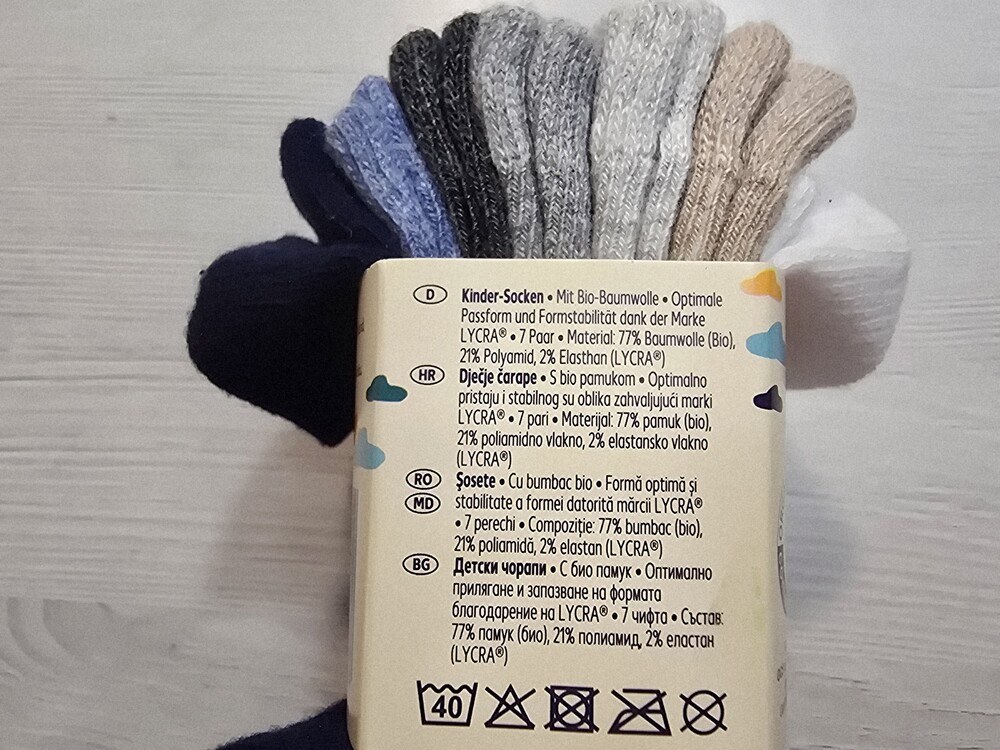 D Kinder-Socken • Mit Bio-Baumwolle • Optimale
Passform und Formstabilität dank der Marke
LYCRA® • 7 Paar • Material: 77% Baumwolle (Bio),
21% Polyamid, 2% Elasthan (LYCRA®)
HR Dječje čarape • S bio pamukom • Optimalno
pristaju i stabilnog su oblika zahvaljujući marki
LYCRA® • 7 pari • Materijal: 77% pamuk (bio),
21% poliamidno vlakno, 2% elastansko vlakno
(LYCRA®)
RO Șosete • Cu bumbac bio • Formă optimă și
MD stabilitate a formei datorită mărcii LYCRA®
• 7 perechi • Compoziție: 77% bumbac (bio),
21% poliamidă, 2% elastan (LYCRA®)
BG Детски чорапи • С био памук • Оптимално
прилягане и запазване на формата
благодарение на LYCRA® • 7 чифта • Състав:
77% памук (био), 21% полиамид, 2% еластан
(LYCRA®)
40